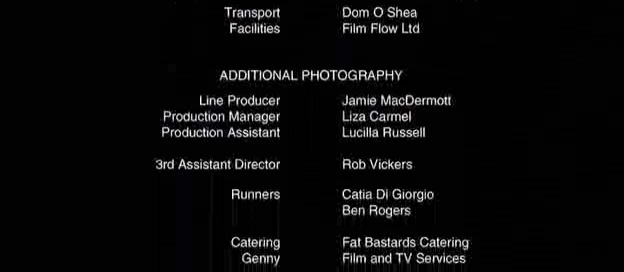 Transport Dom O Shea
Facilities Film Flow Ltd
ADDITIONAL PHOTOGRAPHY
Line Producer Jamie MacDermott
Production Manager Liza Carmel
Production Assistant Lucilla Russell
3rd Assistant Director Rob Vickers
Runners Catia Di Giorgio
Ben Rogers
Catering Fat Bastards Catering
Genny Film and TV Services